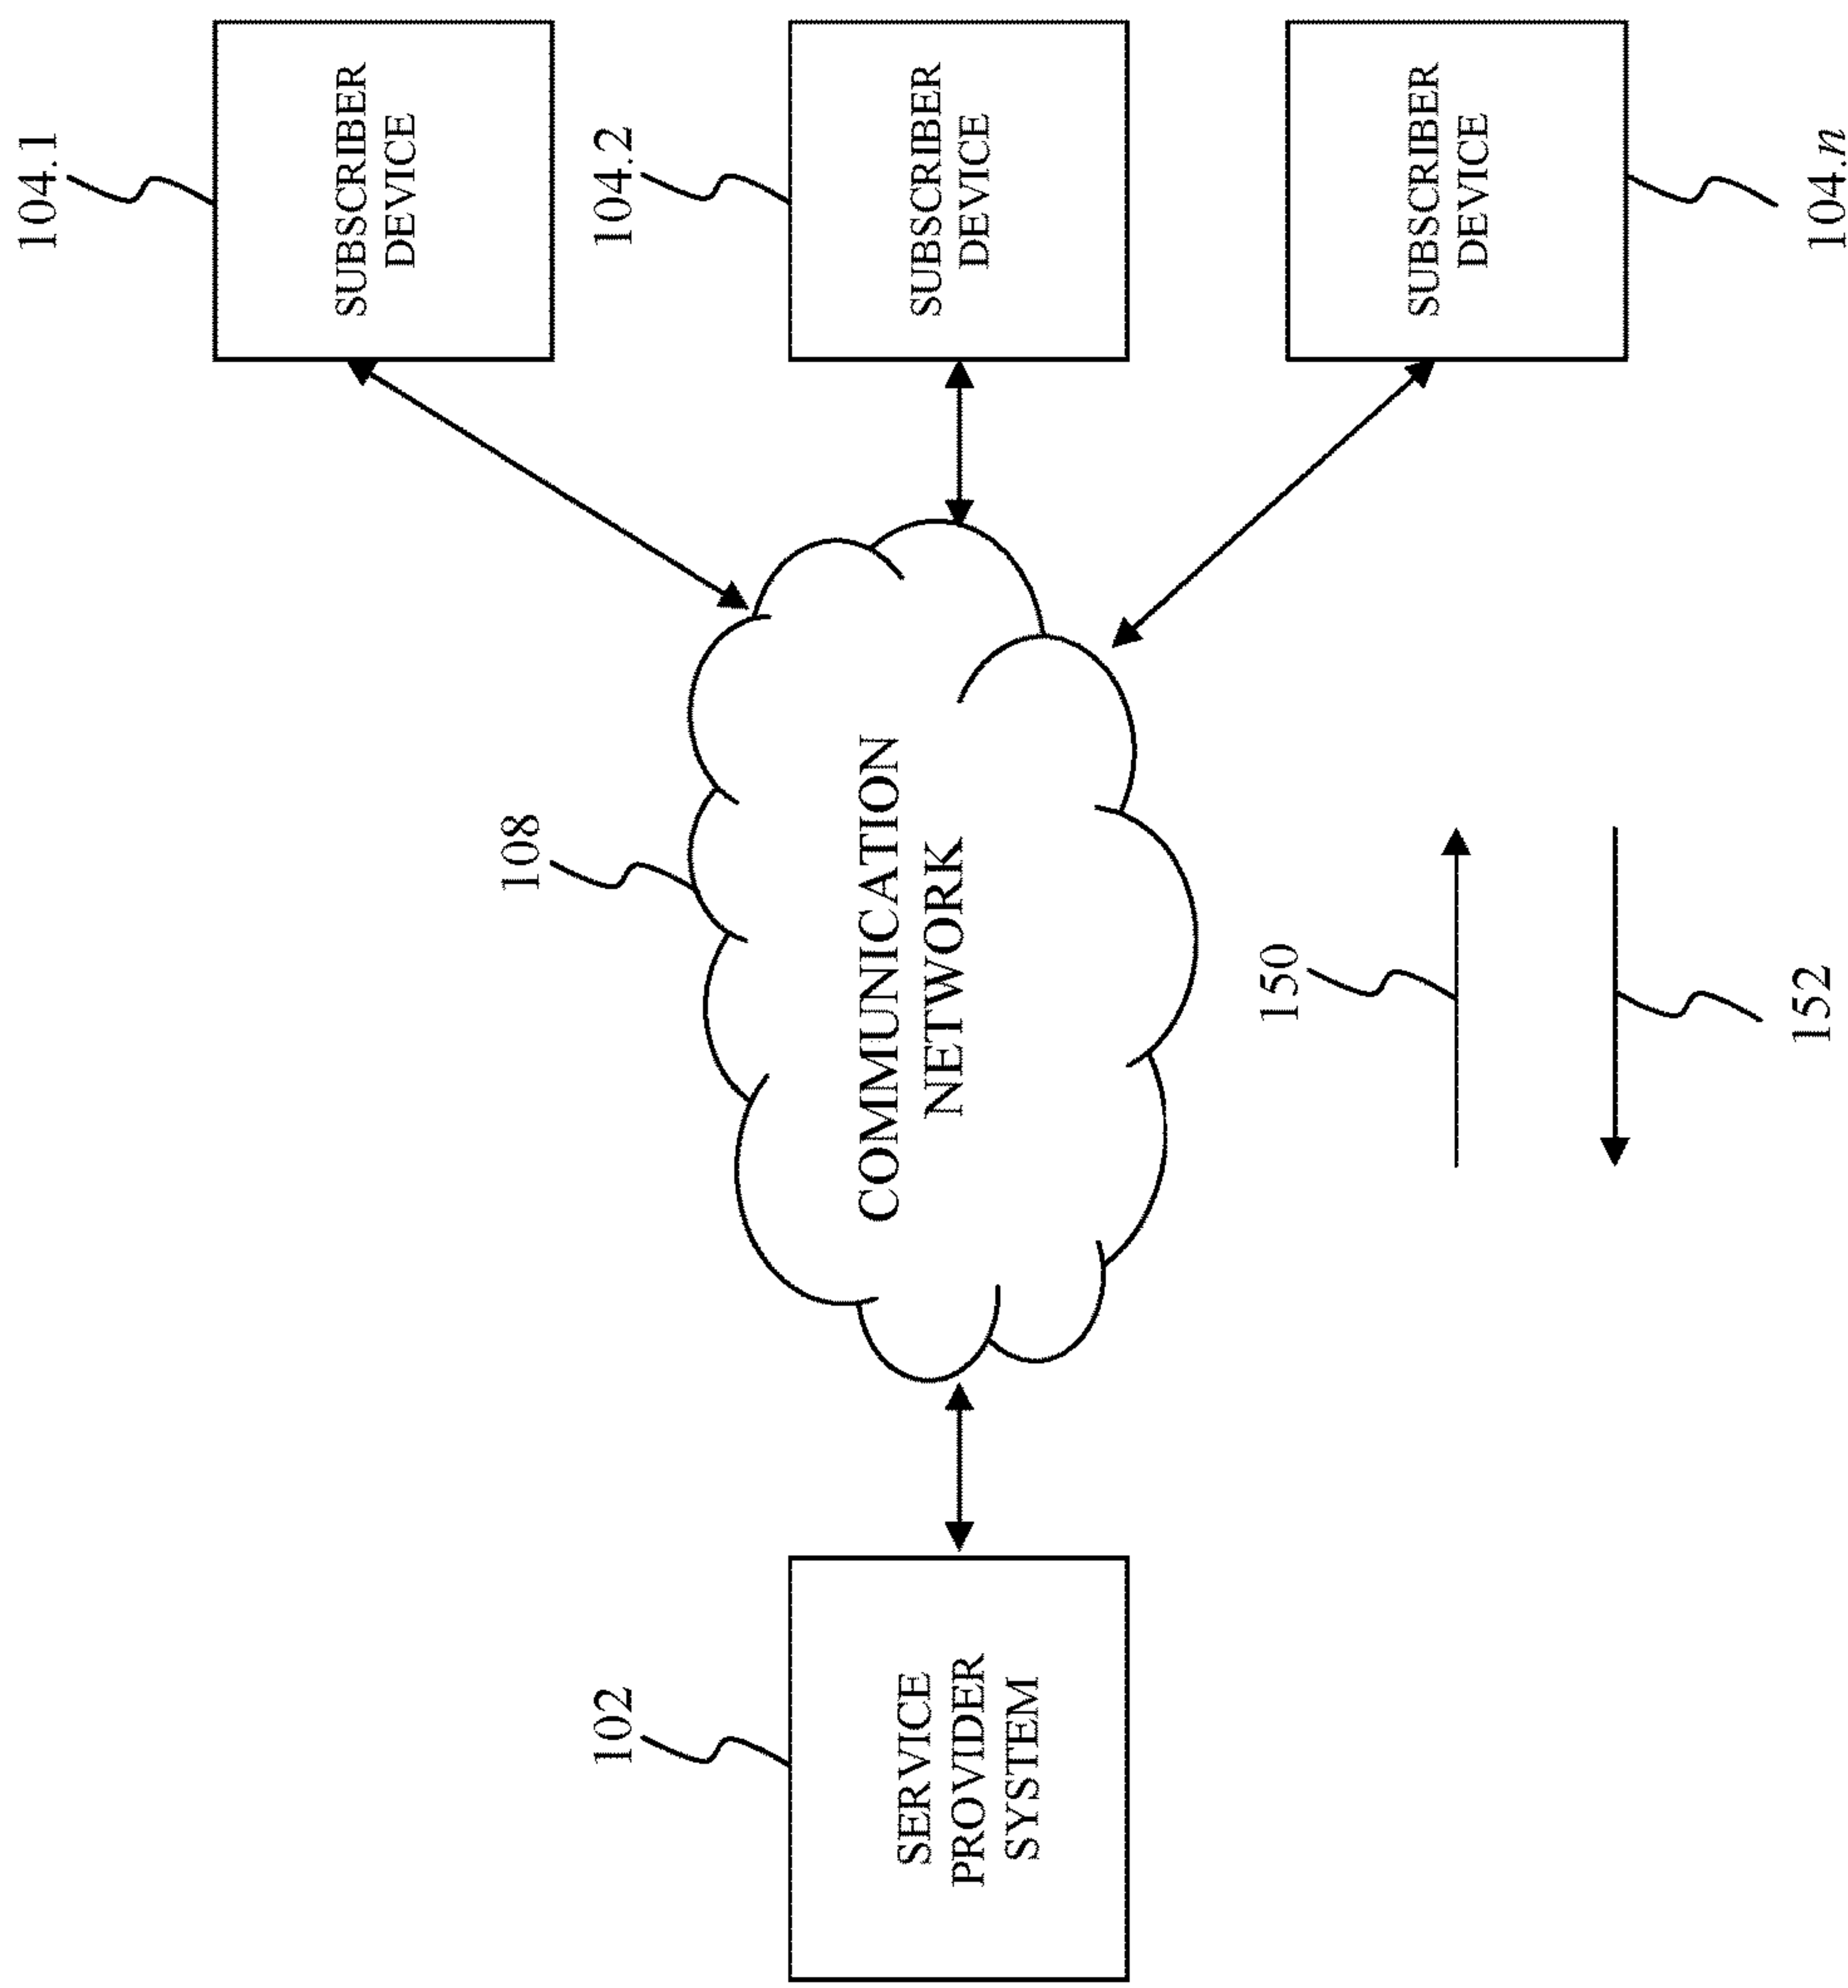 104.1
SUBSCRIBER
DEVICE
104.2
SUBSCRIBER
DEVICE
SUBSCRIBER
DEVICE
104.n
108
COMMUNICATION
NETWORK
150
152
102
SERVICE
PROVIDER
SYSTEM